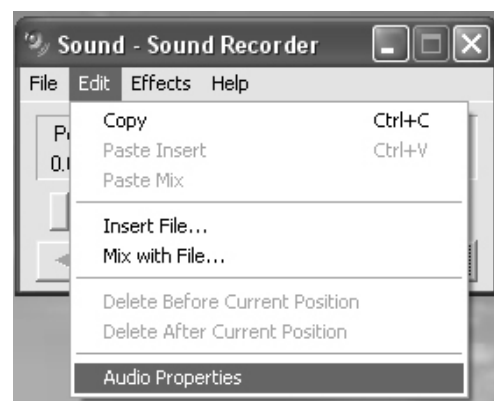 Sound - Sound Recorder
File Edit Effects Help
Copy Ctrl+C
Paste Insert Ctrl+V
Paste Mix
Insert File...
Mix with File...
Delete Before Current Position
Delete After Current Position
Audio Properties